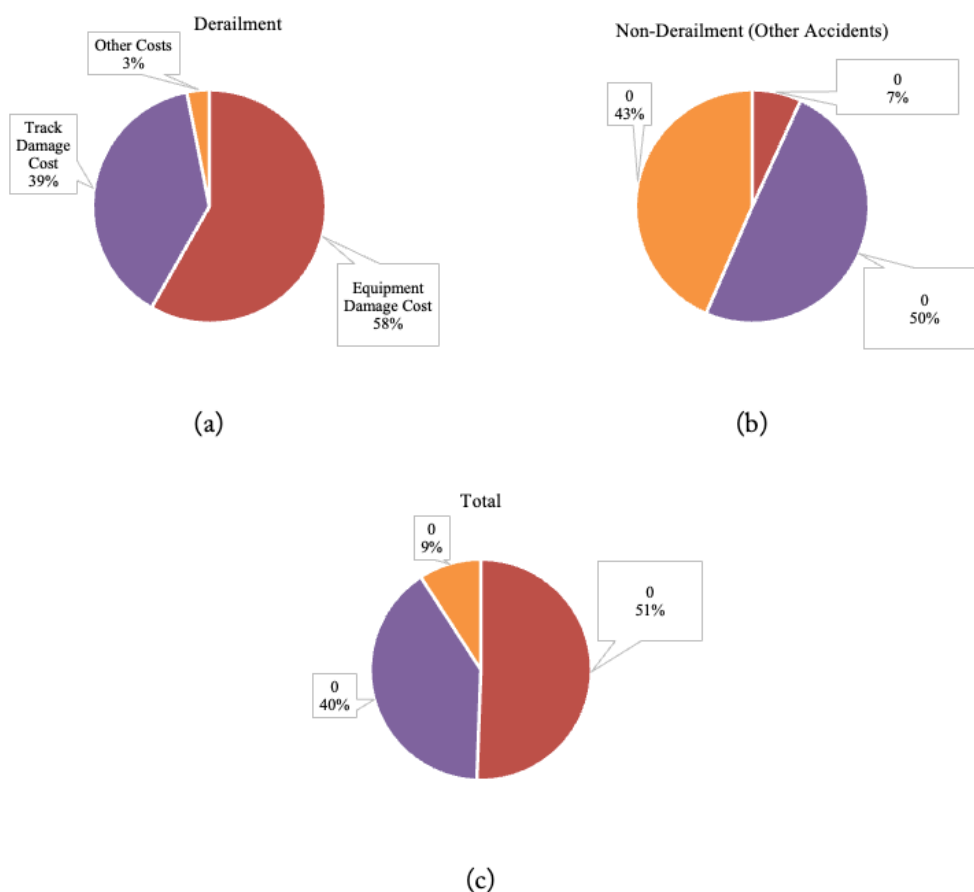 Derailment
Other Costs
3%
Track
Damage
Cost
39%
Equipment
Damage Cost
58%
(a)
Non-Derailment (Other Accidents)
0
7%
0
43%
0
50%
(b)
Total
0
9%
0
51%
0
40%
(c)